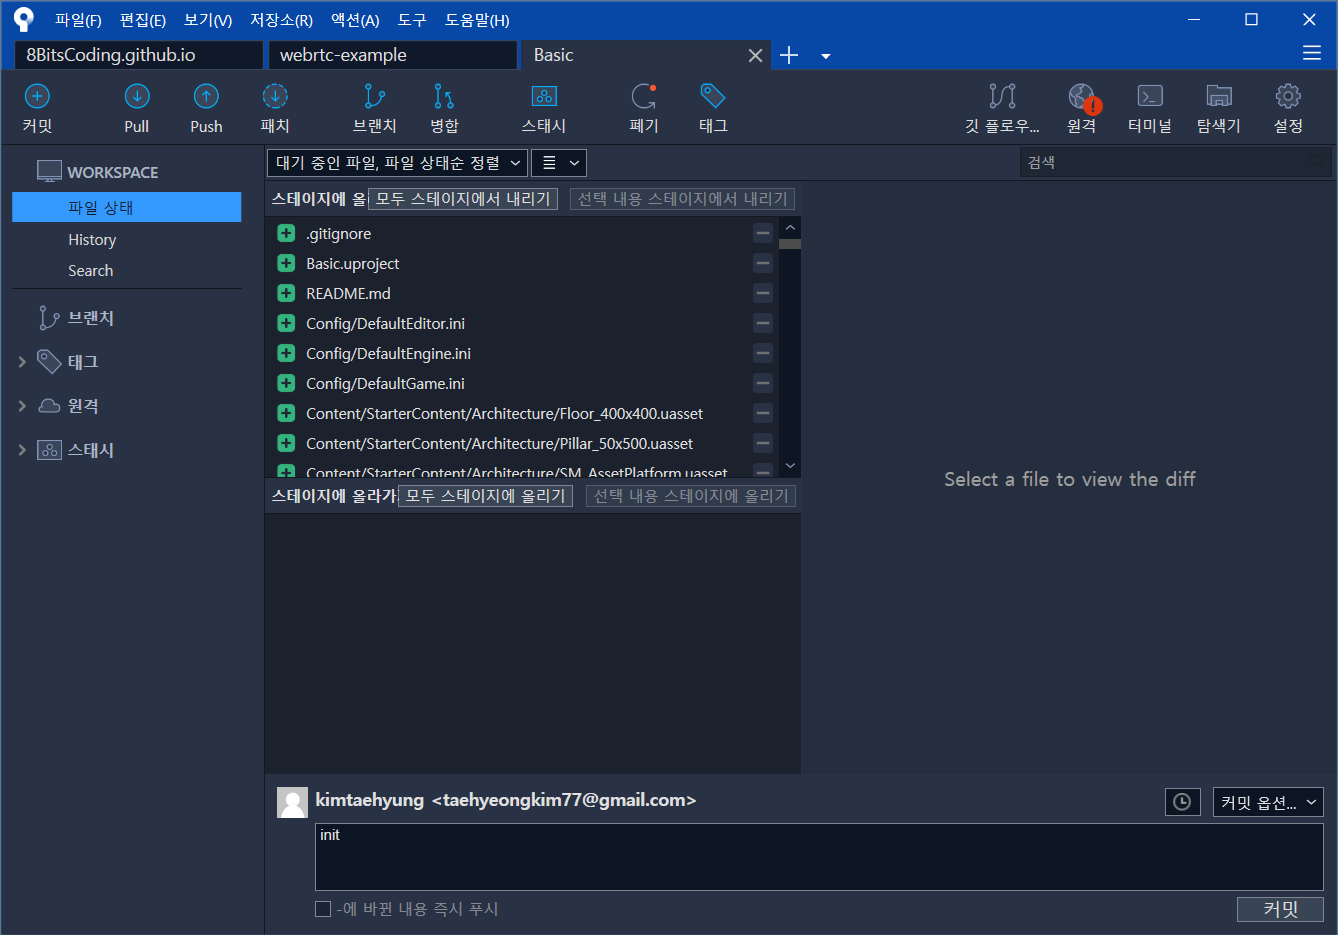 파일(F) 편집(E) 보기(V) 저장소(R) 액션(A) 도구 도움말(H)
8BitsCoding.github.io webrtc-example Basic
커밋 Pull Push 패치 브랜치 병합 스태시 폐기 태그 깃 플로우... 원격 터미널 탐색기 설정
WORKSPACE
파일 상태
History
Search
브랜치
태그
원격
스태시
대기 중인 파일, 파일 상태순 정렬
검색
스테이지에 올 모두 스테이지에서 내리기 선택 내용 스테이지에서 내리기
.gitignore
Basic.uproject
README.md
Config/DefaultEditor.ini
Config/DefaultEngine.ini
Config/DefaultGame.ini
Content/StarterContent/Architecture/Floor_400x400.uasset
Content/StarterContent/Architecture/Pillar_50x500.uasset
Content/StarterContent/Architecture/SM_AssetPlatform.uasset
스테이지에 올라가 모두 스테이지에 올리기 선택 내용 스테이지에 올리기
Select a file to view the diff
kimtaehyung <taehyeongkim77@gmail.com>
커밋 옵션...
init
-에 바뀐 내용 즉시 푸시
커밋